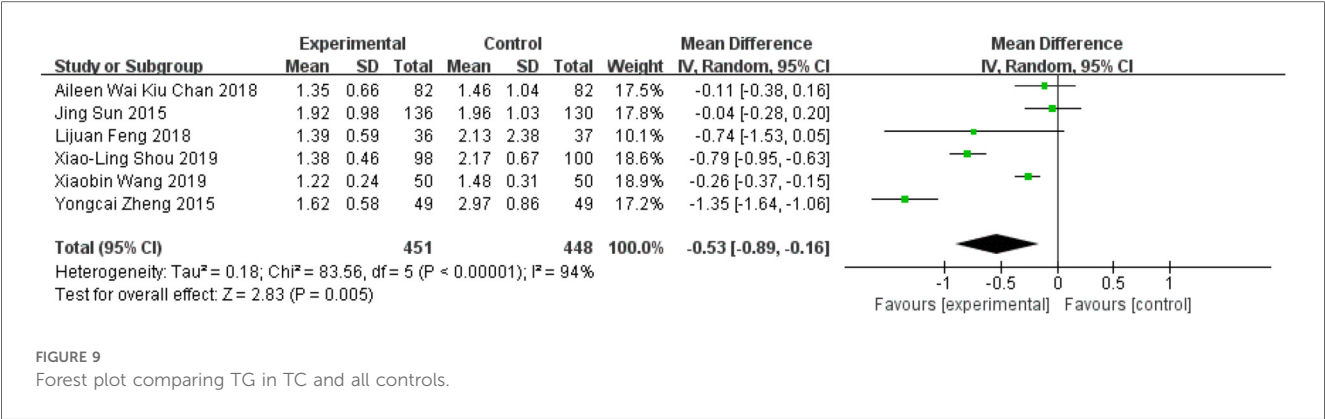 Experimental Control Mean Difference Mean Difference
Study or Subgroup Mean SD Total Mean SD Total Weight IV, Random, 95% CI IV, Random, 95% CI
Aileen Wai Kiu Chan 2018 1.35 0.66 82 1.46 1.04 82 17.5% -0.11 [-0.38, 0.16]
Jing Sun 2015 1.92 0.98 136 1.96 1.03 130 17.8% -0.04 [-0.28, 0.20]
Lijuan Feng 2018 1.39 0.59 36 2.13 2.38 37 10.1% -0.74 [-1.53, 0.05]
Xiao-Ling Shou 2019 1.38 0.46 98 2.17 0.67 100 18.6% -0.79 [-0.95, -0.63]
Xiaobin Wang 2019 1.22 0.24 50 1.48 0.31 50 18.9% -0.26 [-0.37, -0.15]
Yongcai Zheng 2015 1.62 0.58 49 2.97 0.86 49 17.2% -1.35 [-1.64, -1.06]
Total (95% CI) 451 448 100.0% -0.53 [-0.89, -0.16]
Heterogeneity: Tau² = 0.18; Chi² = 83.56, df = 5 (P < 0.00001); I² = 94%
Test for overall effect: Z = 2.83 (P = 0.005)
-1 -0.5 0 0.5 1
Favours [experimental] Favours [control]
FIGURE 9
Forest plot comparing TG in TC and all controls.